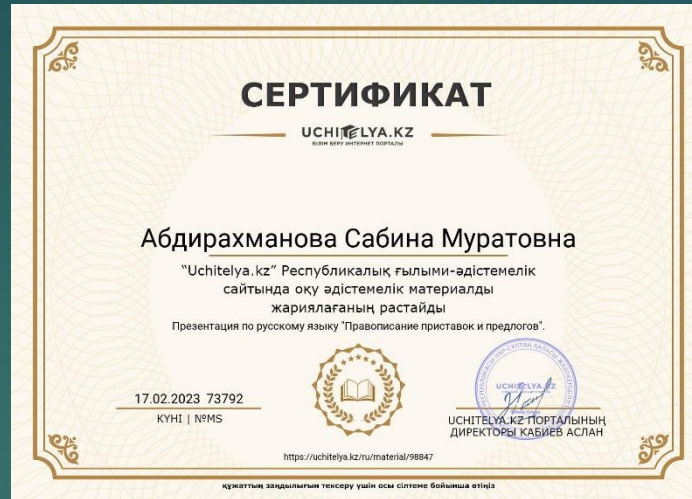 СЕРТИФИКАТ
UCHITELYA.KZ
БІЛІМ БЕРУ ИНТЕРНЕТ ПОРТАЛЫ
Абдирахманова Сабина Муратовна
"Uchitelya.kz" Республикалық ғылыми-әдістемелік
сайтында оқу әдістемелік материалды
жариялағаның растайды
Презентация по русскому языку "Правописание приставок и предлогов".
17.02.2023 73792
КҮНІ | №MS
UCHITELYA.KZ
UCHITELYA.KZ ПОРТАЛЫНЫҢ
ДИРЕКТОРЫ КАБИЕВ АСЛАН
https://uchitelya.kz/ru/material/98847
құжаттың заңдылығын тексеру үшін осы сілтеме бойынша өтіңіз